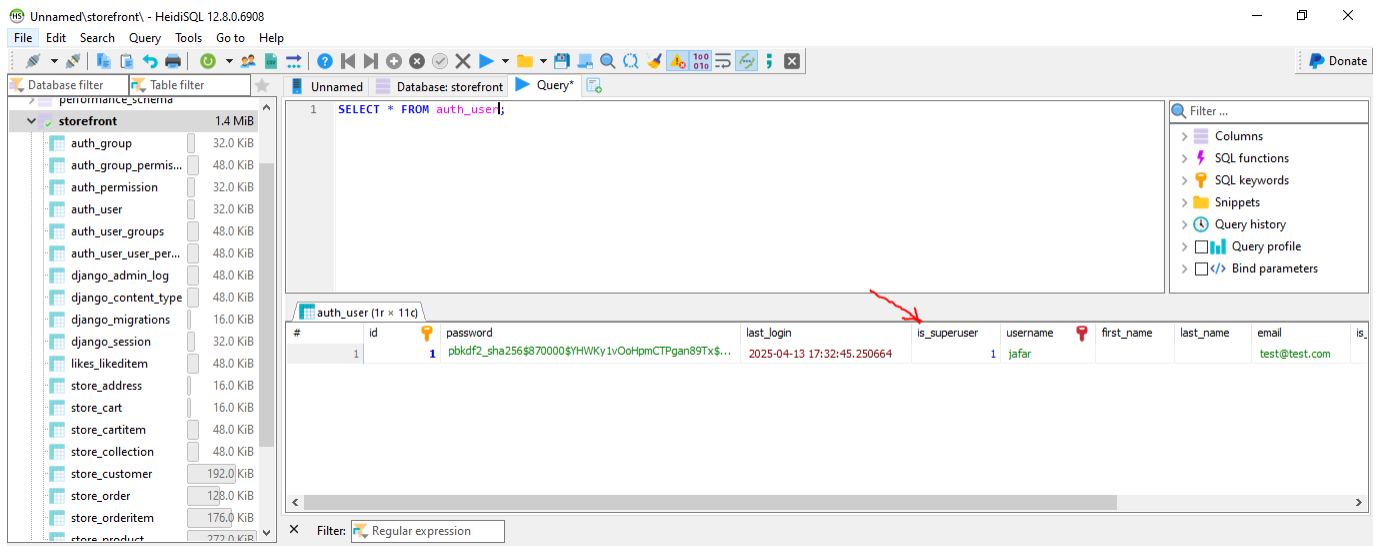 Unnamed\storefront\ - HeidiSQL 12.8.0.6908
File Edit Search Query Tools Go to Help
Donate
Database filter Table filter
Unnamed Database: storefront Query*
performance_schema
storefront 1.4 MiB
auth_group 32.0 KiB
auth_group_permis... 48.0 KiB
auth_permission 32.0 KiB
auth_user 32.0 KiB
auth_user_groups 48.0 KiB
auth_user_user_per... 48.0 KiB
django_admin_log 48.0 KiB
django_content_type 48.0 KiB
django_migrations 16.0 KiB
django_session 32.0 KiB
likes_likeditem 48.0 KiB
store_address 16.0 KiB
store_cart 16.0 KiB
store_cartitem 48.0 KiB
store_collection 48.0 KiB
store_customer 192.0 KiB
store_order 128.0 KiB
store_orderitem 176.0 KiB
store_product 272.0 KiB
1 SELECT * FROM auth_user;
Filter ...
Columns
SQL functions
SQL keywords
Snippets
Query history
Query profile
Bind parameters
auth_user (1r × 11c)
# id password last_login is_superuser username first_name last_name email is_
1 1 pbkdf2_sha256$870000$YHWKy1vOoHpmCTPgan89Tx$... 2025-04-13 17:32:45.250664 1 jafar test@test.com
Filter: Regular expression